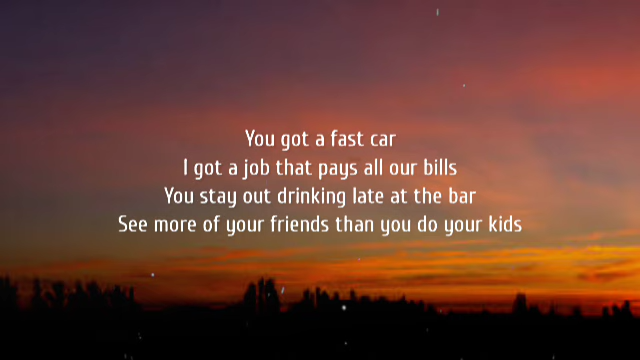 You got a fast car
I got a job that pays all our bills
You stay out drinking late at the bar
See more of your friends than you do your kids